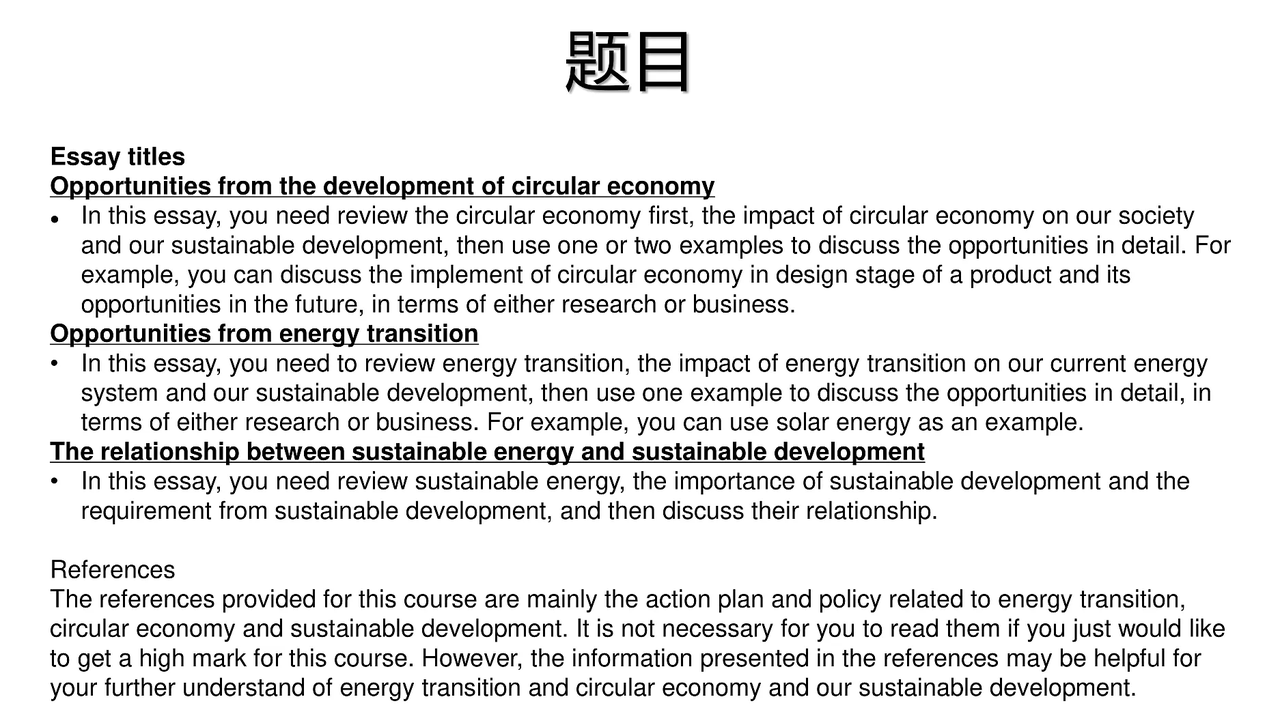 题目
Essay titles
Opportunities from the development of circular economy
• In this essay, you need review the circular economy first, the impact of circular economy on our society
and our sustainable development, then use one or two examples to discuss the opportunities in detail. For
example, you can discuss the implement of circular economy in design stage of a product and its
opportunities in the future, in terms of either research or business.
Opportunities from energy transition
• In this essay, you need to review energy transition, the impact of energy transition on our current energy
system and our sustainable development, then use one example to discuss the opportunities in detail, in
terms of either research or business. For example, you can use solar energy as an example.
The relationship between sustainable energy and sustainable development
• In this essay, you need review sustainable energy, the importance of sustainable development and the
requirement from sustainable development, and then discuss their relationship.
References
The references provided for this course are mainly the action plan and policy related to energy transition,
circular economy and sustainable development. It is not necessary for you to read them if you just would like
to get a high mark for this course. However, the information presented in the references may be helpful for
your further understand of energy transition and circular economy and our sustainable development.